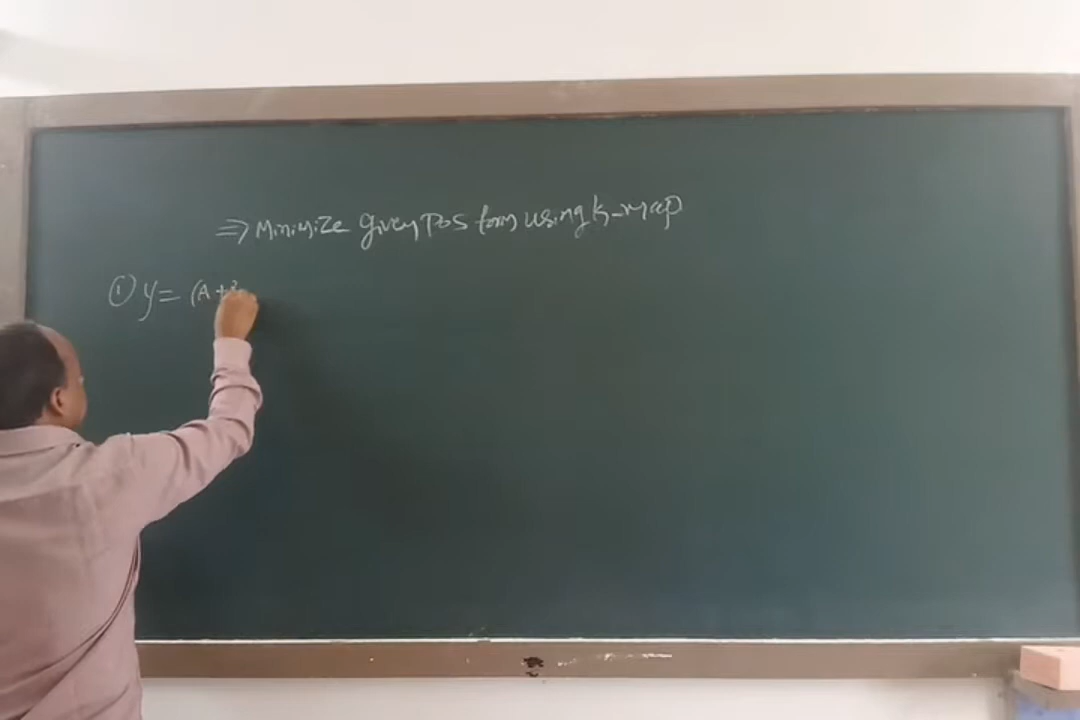 ⇒ Minimize given POS form using K-map
① y = (A +